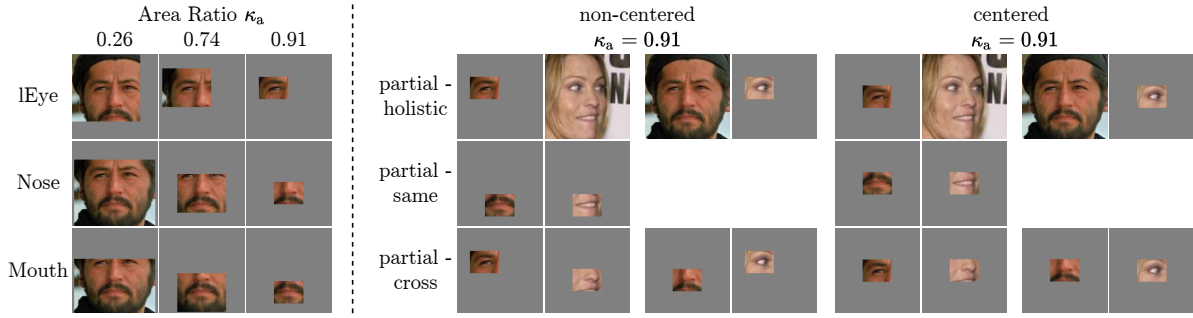 Area Ratio κa
0.26 0.74 0.91
lEye
Nose
Mouth
non-centered
κa = 0.91
centered
κa = 0.91
partial -
holistic
partial -
same
partial -
cross